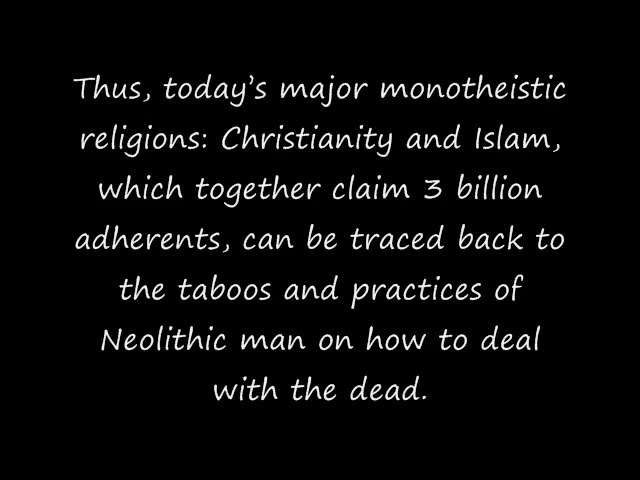 Thus, today's major monotheistic
religions: Christianity and Islam,
which together claim 3 billion
adherents, can be traced back to
the taboos and practices of
Neolithic man on how to deal
with the dead.